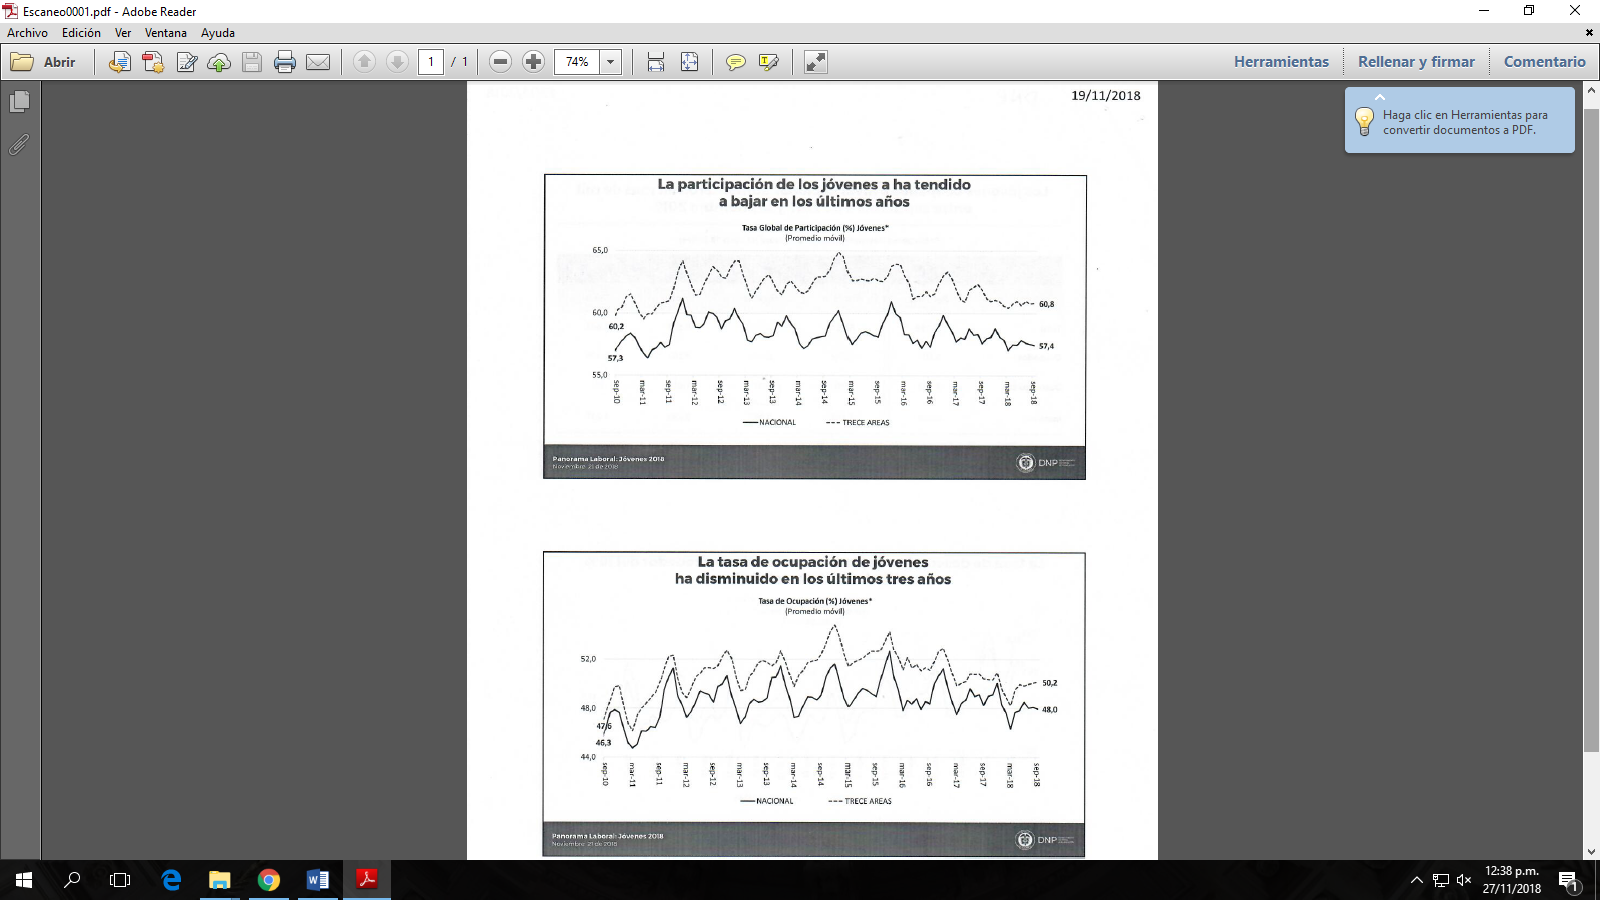 Escaneo0001.pdf - Adobe Reader
Archivo Edición Ver Ventana Ayuda
Abrir 1 / 1 74% Herramientas Rellenar y firmar Comentario
Haga clic en Herramientas para
convertir documentos a PDF.
19/11/2018
La participación de los jóvenes a ha tendido
a bajar en los últimos años
Tasa Global de Participación (%) Jóvenes*
(Promedio móvil)
65,0
60,0
55,0
60,2
57,3
60,8
57,4
sep-10 mar-11 sep-11 mar-12 sep-12 mar-13 sep-13 mar-14 sep-14 mar-15 sep-15 mar-16 sep-16 mar-17 sep-17 mar-18 sep-18
NACIONAL TRECE AREAS
Panorama Laboral: Jóvenes 2018
Noviembre 21 de 2018
DNP
La tasa de ocupación de jóvenes
ha disminuido en los últimos tres años
Tasa de Ocupación (%) Jóvenes*
(Promedio móvil)
52,0
48,0
44,0
47,6
46,3
50,2
48,0
sep-10 mar-11 sep-11 mar-12 sep-12 mar-13 sep-13 mar-14 sep-14 mar-15 sep-15 mar-16 sep-16 mar-17 sep-17 mar-18 sep-18
NACIONAL TRECE AREAS
Panorama Laboral: Jóvenes 2018
Noviembre 21 de 2018
DNP
12:38 p.m.
27/11/2018
1